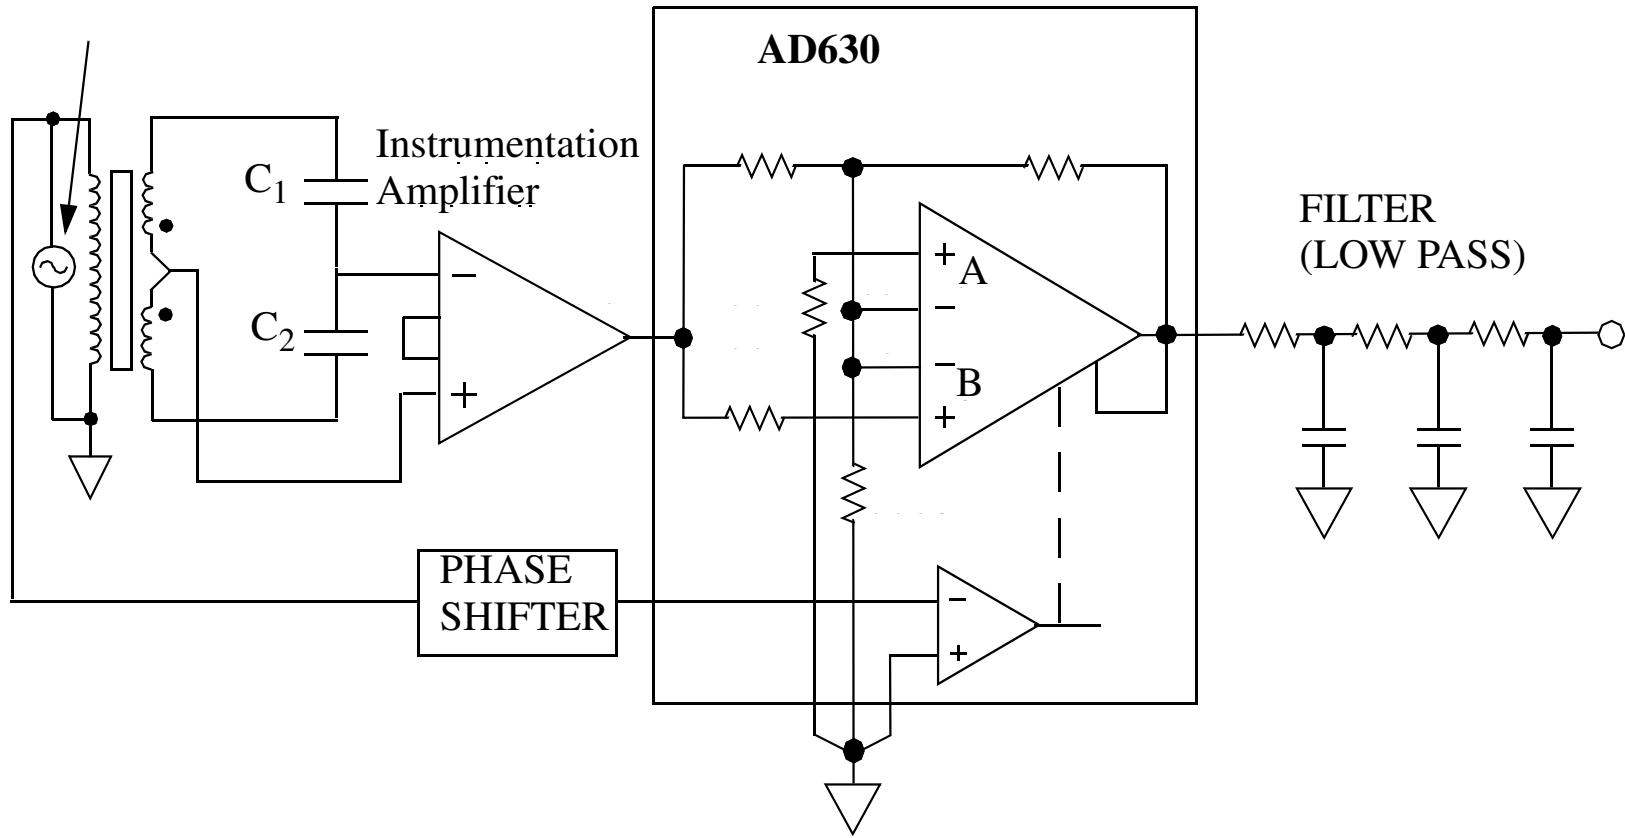 AD630
Instrumentation
Amplifier
C1
C2
A
B
FILTER
(LOW PASS)
PHASE
SHIFTER